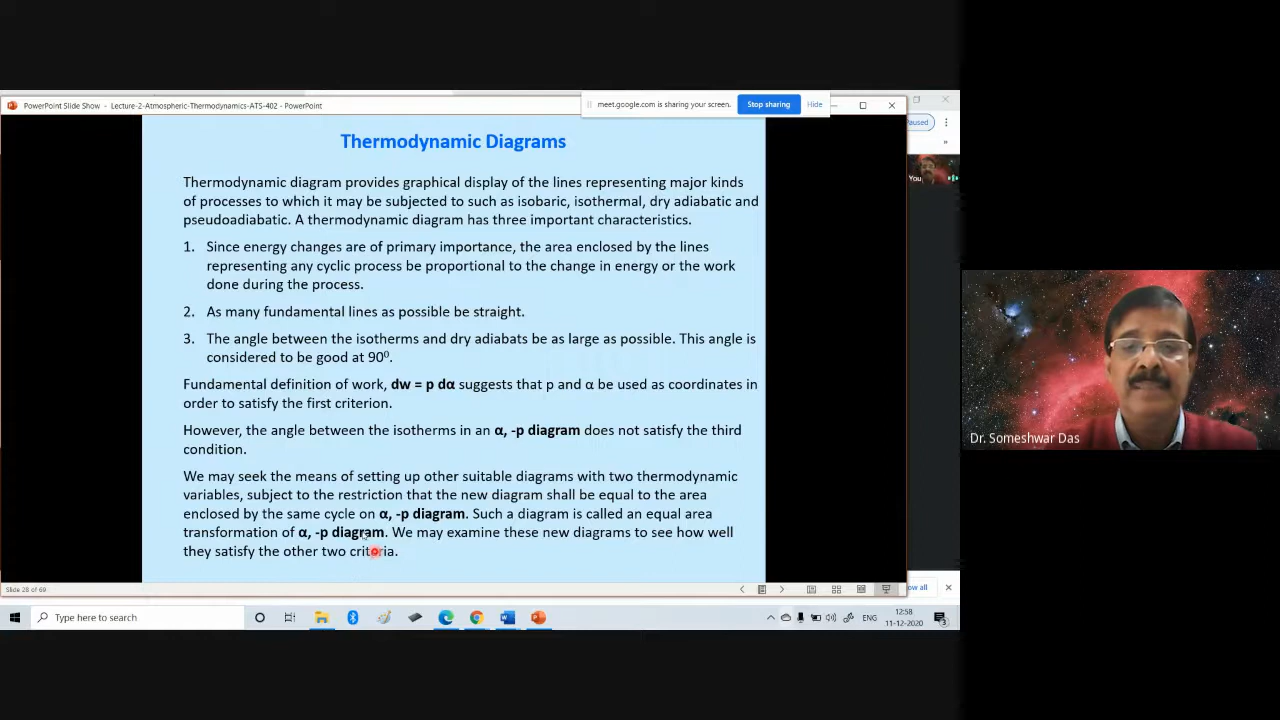 PowerPoint Slide Show - Lecture-2-Atmospheric-Thermodynamics-ATS-402 - PowerPoint
meet.google.com is sharing your screen.
Stop sharing
Hide
Paused
Thermodynamic Diagrams
You
Thermodynamic diagram provides graphical display of the lines representing major kinds
of processes to which it may be subjected to such as isobaric, isothermal, dry adiabatic and
pseudoadiabatic. A thermodynamic diagram has three important characteristics.
1. Since energy changes are of primary importance, the area enclosed by the lines
representing any cyclic process be proportional to the change in energy or the work
done during the process.
2. As many fundamental lines as possible be straight.
3. The angle between the isotherms and dry adiabats be as large as possible. This angle is
considered to be good at 90⁰.
Fundamental definition of work, dw = p dα suggests that p and α be used as coordinates in
order to satisfy the first criterion.
However, the angle between the isotherms in an α, -p diagram does not satisfy the third
condition.
We may seek the means of setting up other suitable diagrams with two thermodynamic
variables, subject to the restriction that the new diagram shall be equal to the area
enclosed by the same cycle on α, -p diagram. Such a diagram is called an equal area
transformation of α, -p diagram. We may examine these new diagrams to see how well
they satisfy the other two criteria.
Dr. Someshwar Das
Slide 28 of 69
ow all
Type here to search
ENG
12:58
11-12-2020